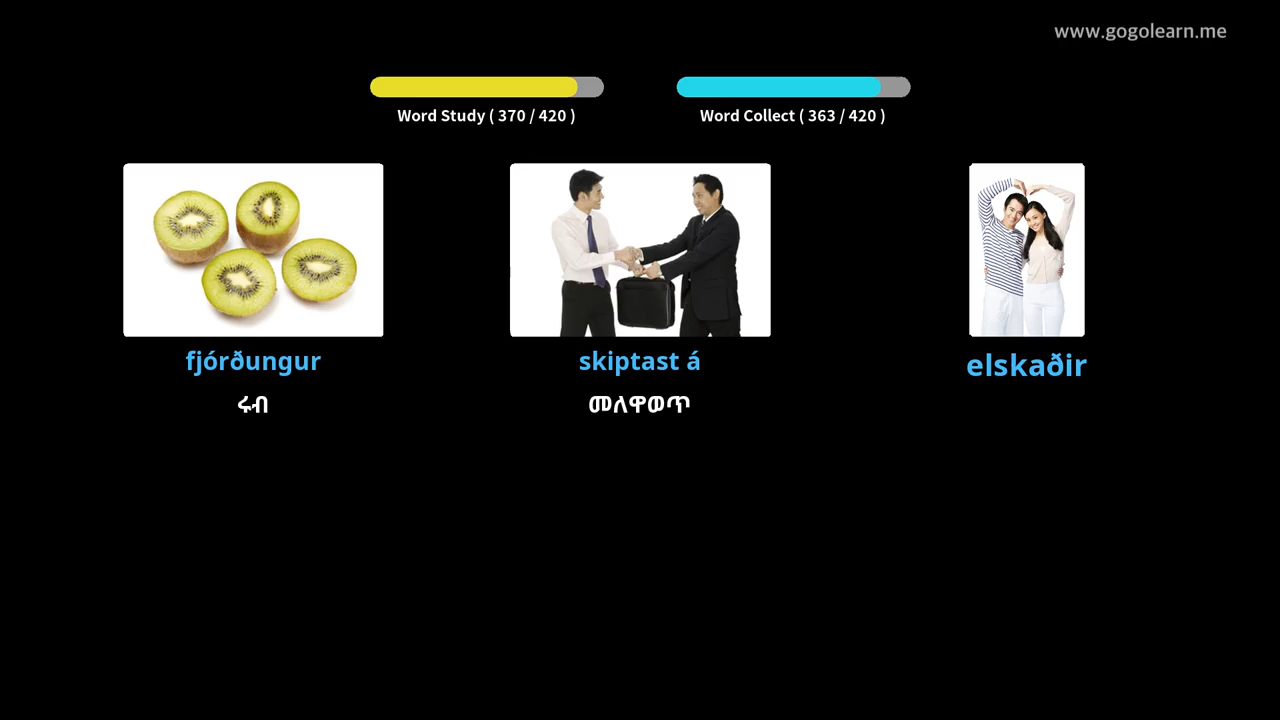 www.gogolearn.me
Word Study ( 370 / 420 )
Word Collect ( 363 / 420 )
fjórðungur
ሩብ
skiptast á
መለዋወጥ
elskaðir